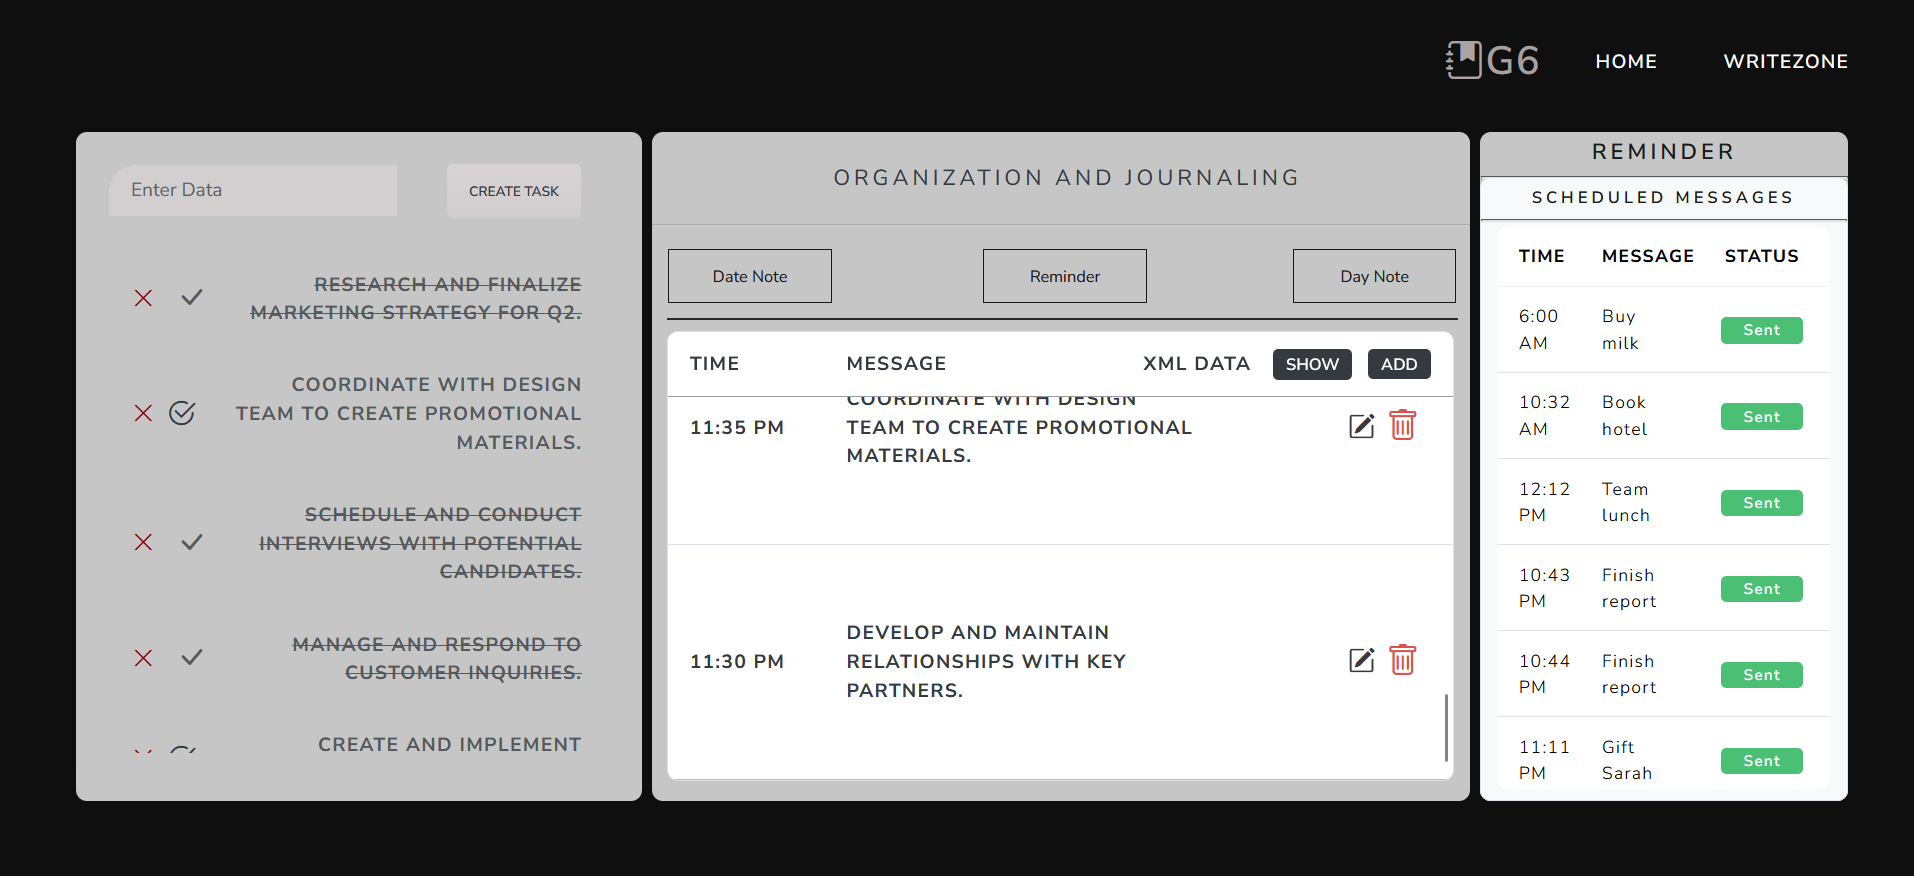 G6
HOME
WRITEZONE
Enter Data
CREATE TASK
RESEARCH AND FINALIZE
MARKETING STRATEGY FOR Q2.
COORDINATE WITH DESIGN
TEAM TO CREATE PROMOTIONAL
MATERIALS.
SCHEDULE AND CONDUCT
INTERVIEWS WITH POTENTIAL
CANDIDATES.
MANAGE AND RESPOND TO
CUSTOMER INQUIRIES.
CREATE AND IMPLEMENT
ORGANIZATION AND JOURNALING
Date Note
Reminder
Day Note
TIME MESSAGE XML DATA SHOW ADD
COORDINATE WITH DESIGN
11:35 PM TEAM TO CREATE PROMOTIONAL
MATERIALS.
DEVELOP AND MAINTAIN
11:30 PM RELATIONSHIPS WITH KEY
PARTNERS.
REMINDER
SCHEDULED MESSAGES
TIME MESSAGE STATUS
6:00 Buy
AM milk
Sent
10:32 Book
AM hotel
Sent
12:12 Team
PM lunch
Sent
10:43 Finish
PM report
Sent
10:44 Finish
PM report
Sent
11:11 Gift
PM Sarah
Sent